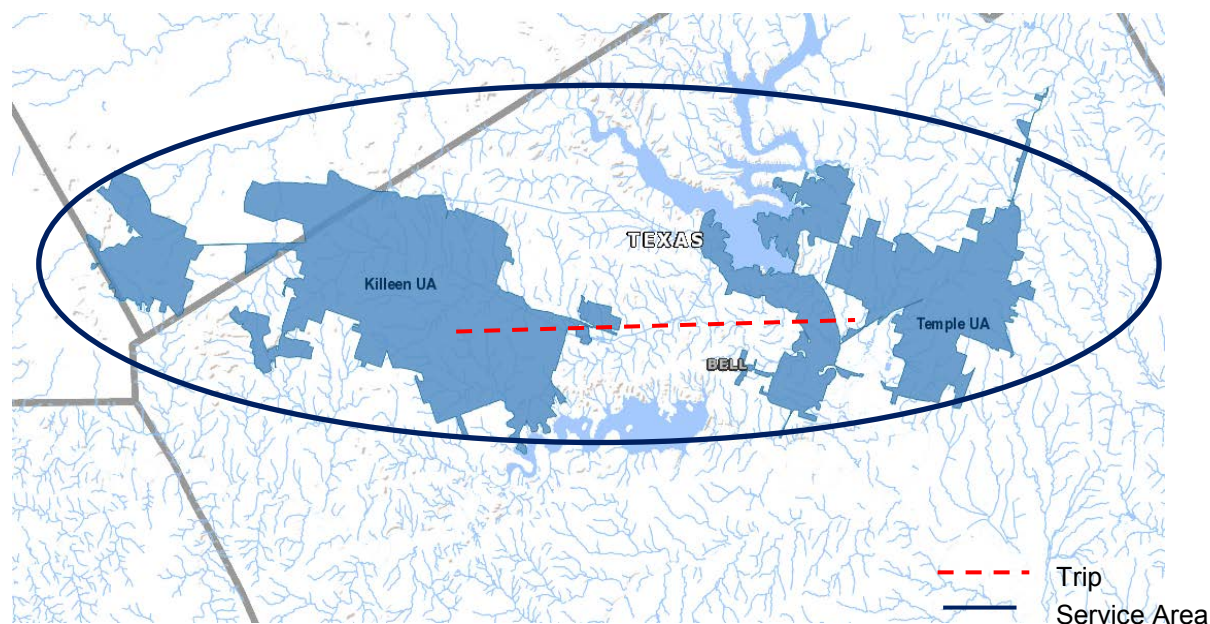 TEXAS
Killeen UA
Temple UA
BELL
Trip
Service Area